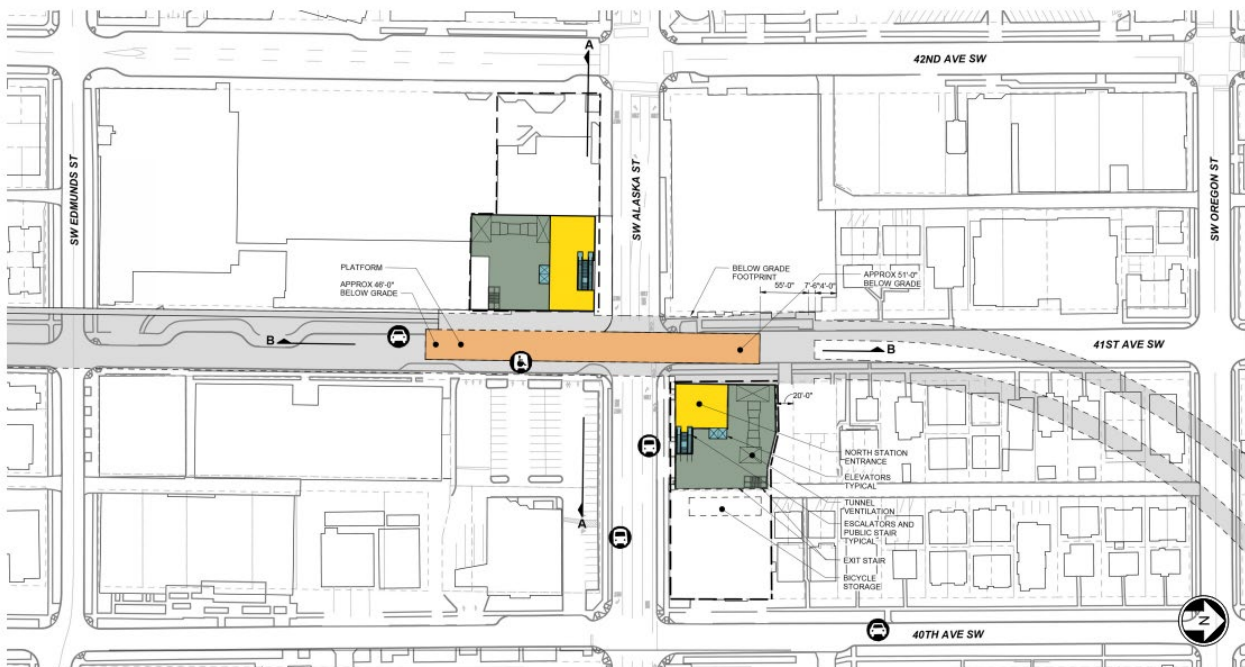 A
42ND AVE SW
SW EDMUNDS ST
SW ALASKA ST
SW OREGON ST
PLATFORM
APPROX 46'-0"
BELOW GRADE
BELOW GRADE
FOOTPRINT
55'-0"
7'-6"
4'-0"
APPROX 51'-0"
BELOW GRADE
B
B
41ST AVE SW
20'-0"
NORTH STATION
ENTRANCE
ELEVATORS
TYPICAL
TUNNEL
VENTILATION
ESCALATORS AND
PUBLIC STAIR
TYPICAL
EXIT STAIR
BICYCLE
STORAGE
A
40TH AVE SW
N